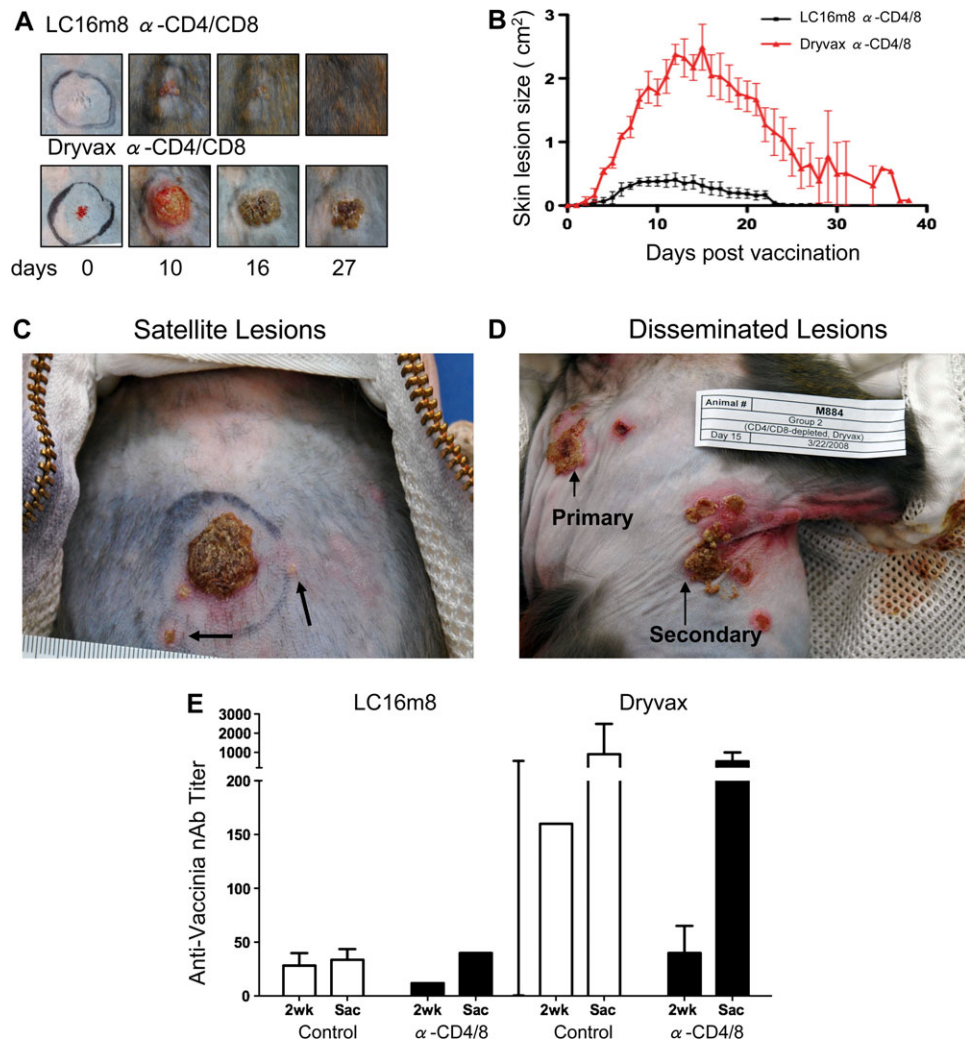 A
LC16m8 α-CD4/CD8
Dryvax α-CD4/CD8
days 0 10 16 27
B
LC16m8 α-CD4/8
Dryvax α-CD4/8
Skin lesion size ( cm2)
3
2
1
0
0 10 20 30 40
Days post vaccination
C Satellite Lesions
D Disseminated Lesions
Animal # M884
Group 2
(CD4/CD8-depleted, Dryvax)
Day 15 3/22/2008
Primary
Secondary
E
LC16m8 Dryvax
Anti-Vaccinia nAb Titer
3000
2000
1000
200
150
100
50
0
2wk Sac 2wk Sac 2wk Sac 2wk Sac
Control α-CD4/8 Control α-CD4/8